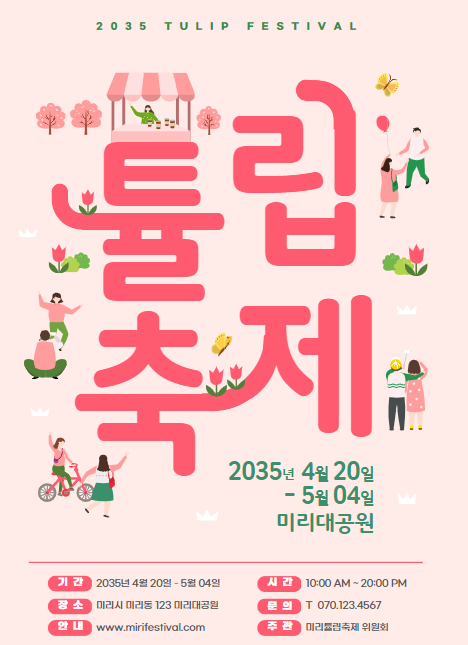 2035 TULIP FESTIVAL
튤립
축제
2035년 4월 20일
- 5월 04일
미리대공원
기 간 2035년 4월 20일 - 5월 04일
시 간 10:00 AM ~ 20:00 PM
장 소 미리시 미리동 123 미리대공원
문 의 T 070.123.4567
안 내 www.mirifestival.com
주 관 미리튤립축제 위원회